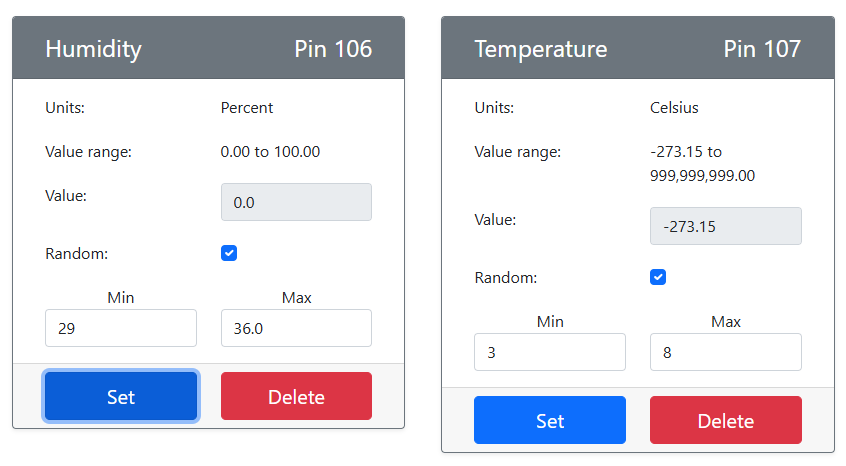 Humidity Pin 106
Units: Percent
Value range: 0.00 to 100.00
Value: 0.0
Random:
Min Max
29 36.0
Set Delete
Temperature Pin 107
Units: Celsius
Value range: -273.15 to
999,999,999.00
Value: -273.15
Random:
Min Max
3 8
Set Delete